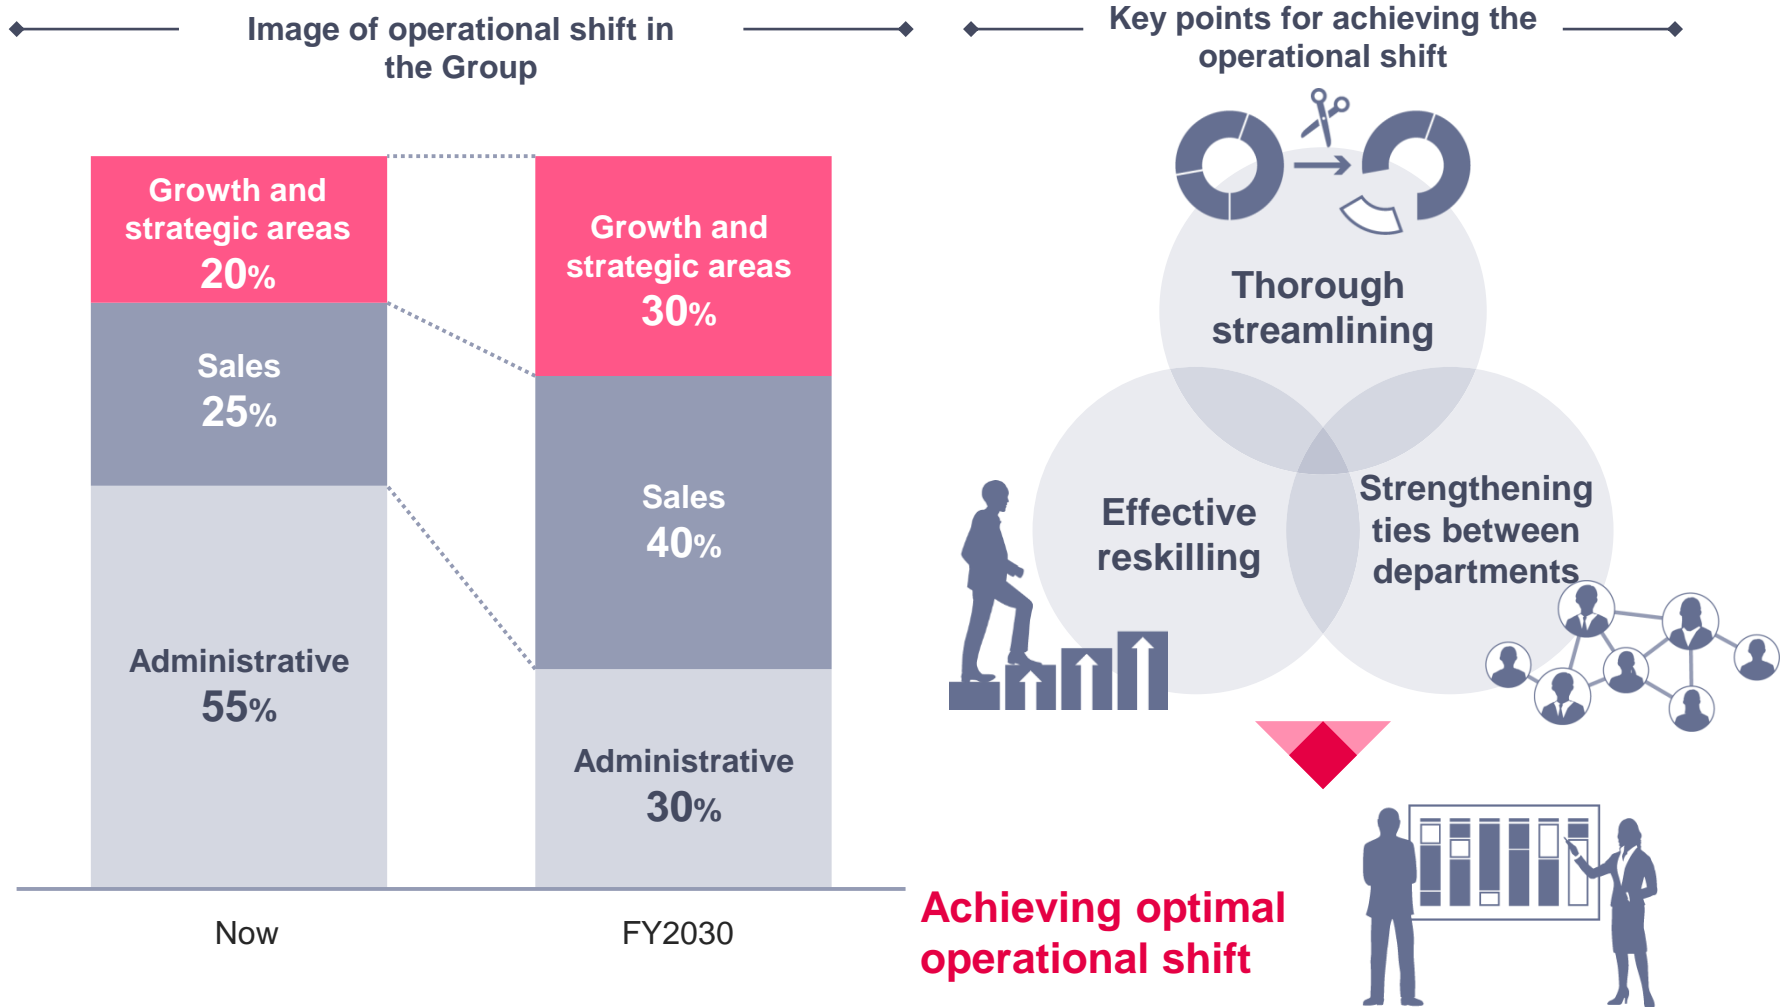 Image of operational shift in
the Group
Growth and
strategic areas
20%
Sales
25%
Administrative
55%
Now
Growth and
strategic areas
30%
Sales
40%
Administrative
30%
FY2030
Key points for achieving the
operational shift
Thorough
streamlining
Effective
reskilling
Strengthening
ties between
departments
Achieving optimal
operational shift